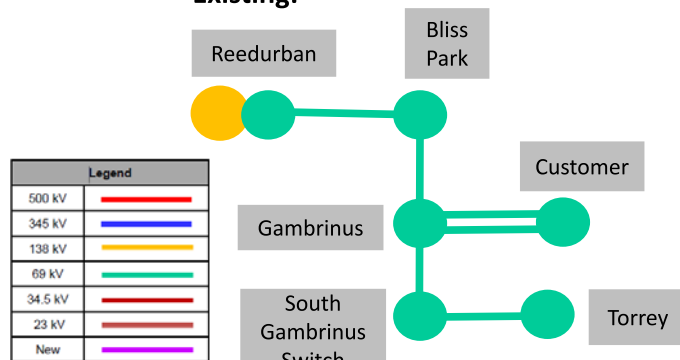 Existing:
Reedurban
Bliss
Park
Customer
Gambrinus
South
Gambrinus
Switch
Torrey
Legend
500 kV
345 kV
138 kV
69 kV
34.5 kV
23 kV
New